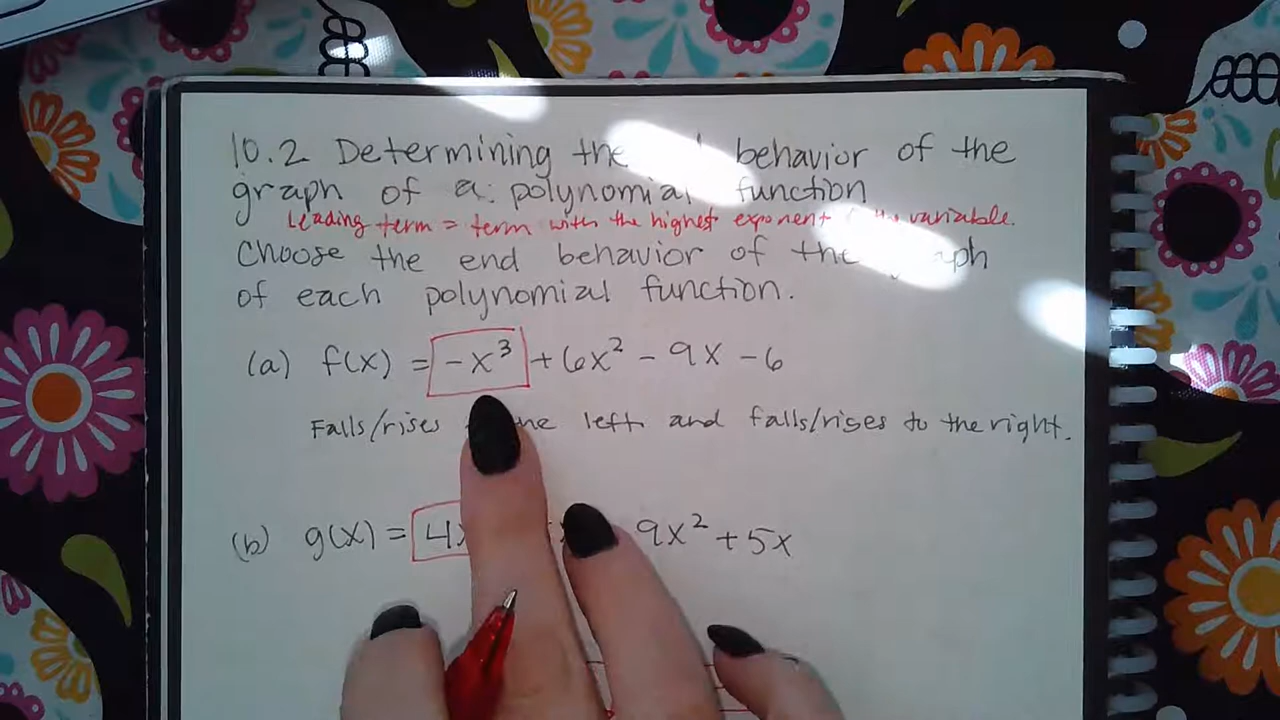 10.2 Determining the behavior of the
graph of a polynomial function
Leading term = term with the highest exponent variable.
Choose the end behavior of the
of each polynomial function.
(a) f(x) = -x³ + 6x² - 9x - 6
Falls/rises left and falls/rises to the right.
(b) g(x) = 9x² + 5x